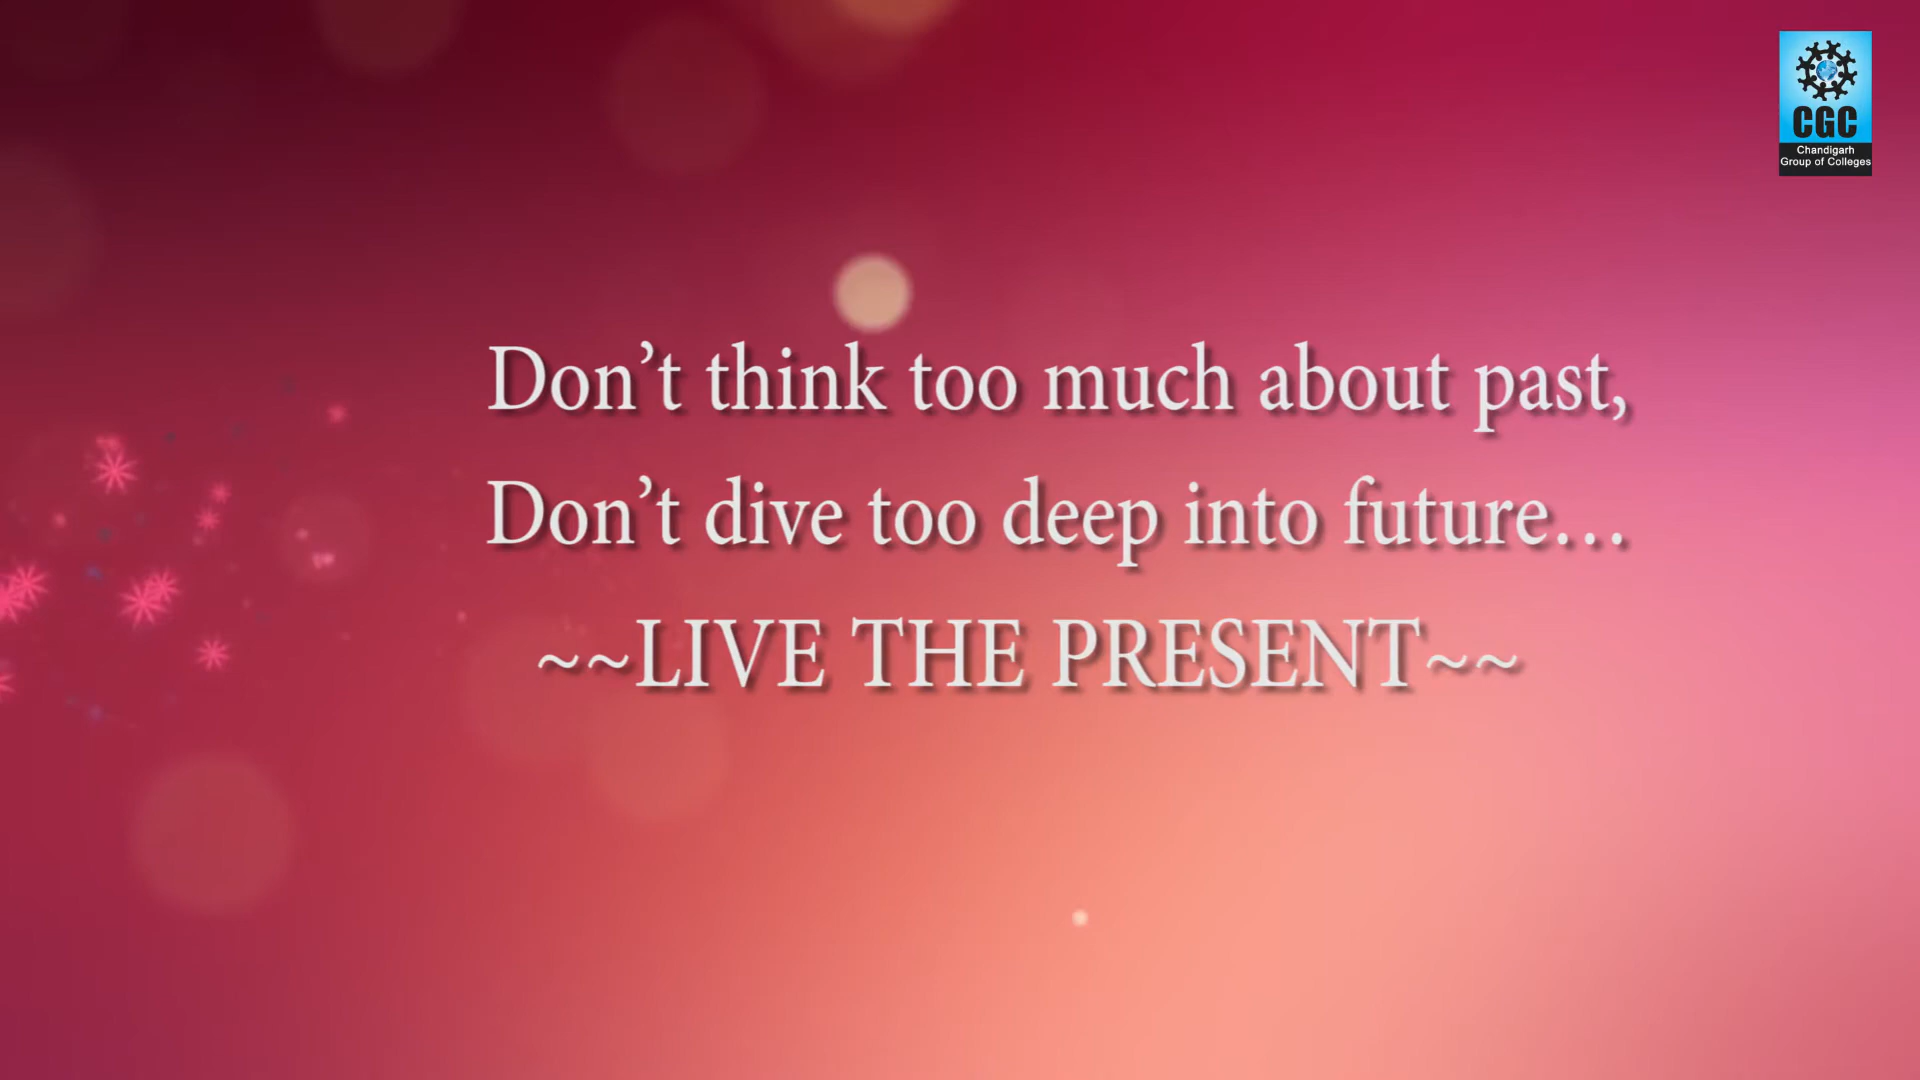 CGC
Chandigarh
Group of Colleges
Don’t think too much about past,
Don’t dive too deep into future...
~~LIVE THE PRESENT~~